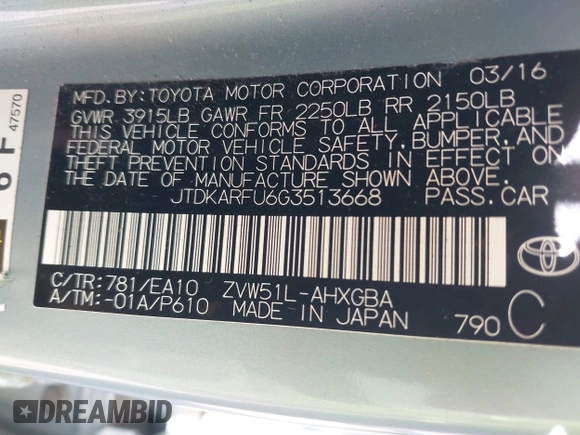 MFD. BY: TOYOTA MOTOR CORPORATION 03/16
GVWR 3915LB GAWR FR 2250LB RR 2150LB
THIS VEHICLE CONFORMS TO ALL APPLICABLE
FEDERAL MOTOR VEHICLE SAFETY, BUMPER, AND
THEFT PREVENTION STANDARDS IN EFFECT ON
THE DATE OF MANUFACTURE SHOWN ABOVE.
JTDKARFU6G3513668 PASS. CAR
C/TR: 781/EA10 ZVW51L-AHXGBA
A/TM: -01A/P610 MADE IN JAPAN 790 C
47570
F
DREAMBID